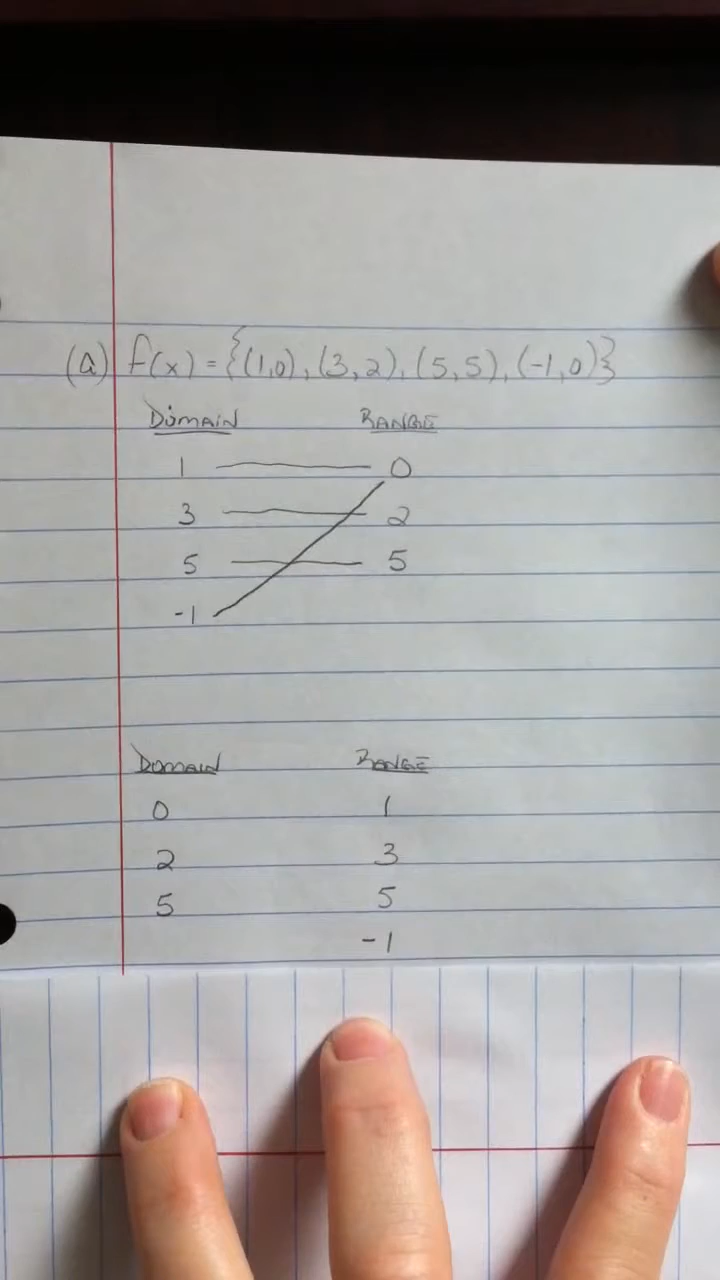 (a) f(x) = {(1,0), (3,2), (5,5), (-1,0)}
DOMAIN RANGE
1 0
3 2
5 5
-1
DOMAIN RANGE
0 1
2 3
5 5
-1